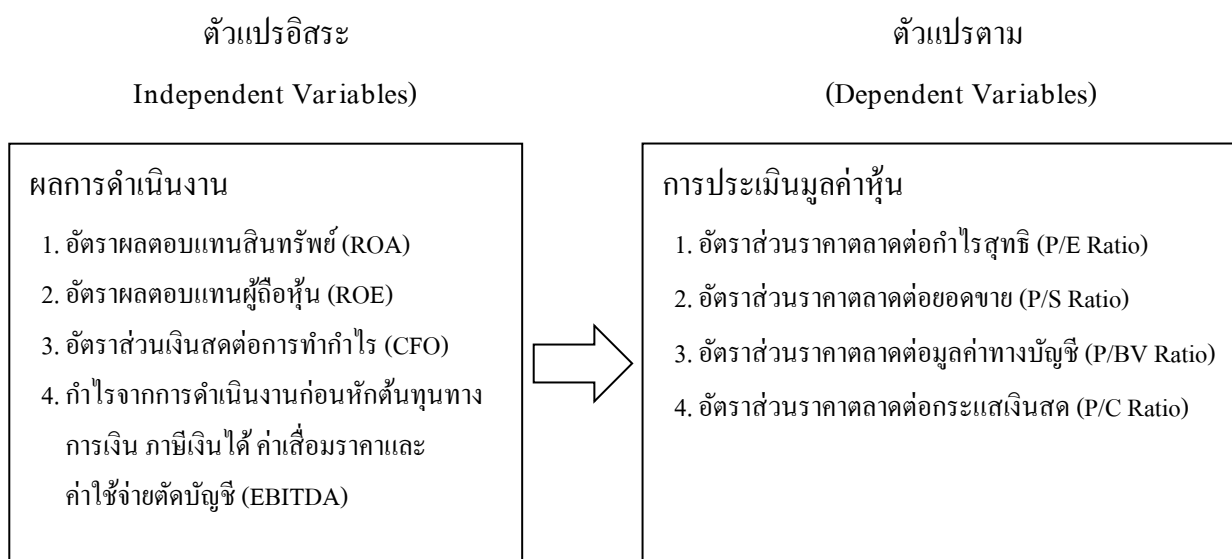 ตัวแปรอิสระ
Independent Variables)
ตัวแปรตาม
(Dependent Variables)
ผลการดำเนินงาน
1. อัตราผลตอบแทนสินทรัพย์ (ROA)
2. อัตราผลตอบแทนผู้ถือหุ้น (ROE)
3. อัตราส่วนเงินสดต่อการทำกำไร (CFO)
4. กำไรจากการดำเนินงานก่อนหักต้นทุนทาง
การเงิน ภาษีเงินได้ ค่าเสื่อมราคาและ
ค่าใช้จ่ายตัดบัญชี (EBITDA)
การประเมินมูลค่าหุ้น
1. อัตราส่วนราคาตลาดต่อกำไรสุทธิ (P/E Ratio)
2. อัตราส่วนราคาตลาดต่อยอดขาย (P/S Ratio)
3. อัตราส่วนราคาตลาดต่อมูลค่าทางบัญชี (P/BV Ratio)
4. อัตราส่วนราคาตลาดต่อกระแสเงินสด (P/C Ratio)